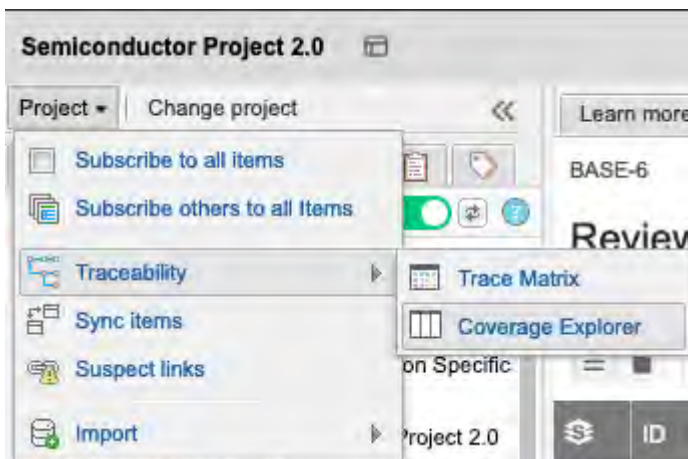 Semiconductor Project 2.0
Project Change project Learn more
Subscribe to all items
BASE-6
Subscribe others to all Items
Review
Traceability
Trace Matrix
Sync items
Coverage Explorer
Suspect links
on Specific
Import
Project 2.0
ID